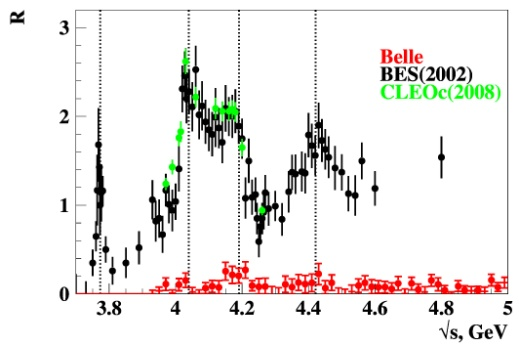 R
3
2
1
0
Belle
BES(2002)
CLEOc(2008)
3.8 4 4.2 4.4 4.6 4.8 5
√s, GeV